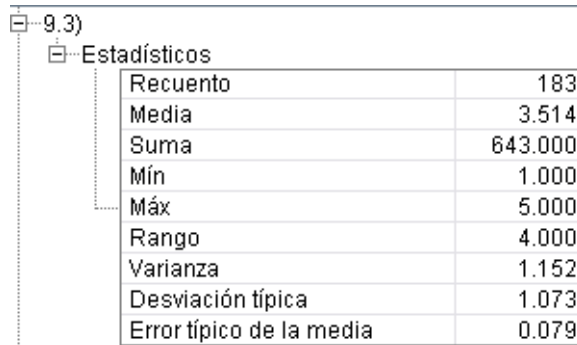 9.3)
Estadísticos
Recuento 183
Media 3.514
Suma 643.000
Mín 1.000
Máx 5.000
Rango 4.000
Varianza 1.152
Desviación típica 1.073
Error típico de la media 0.079